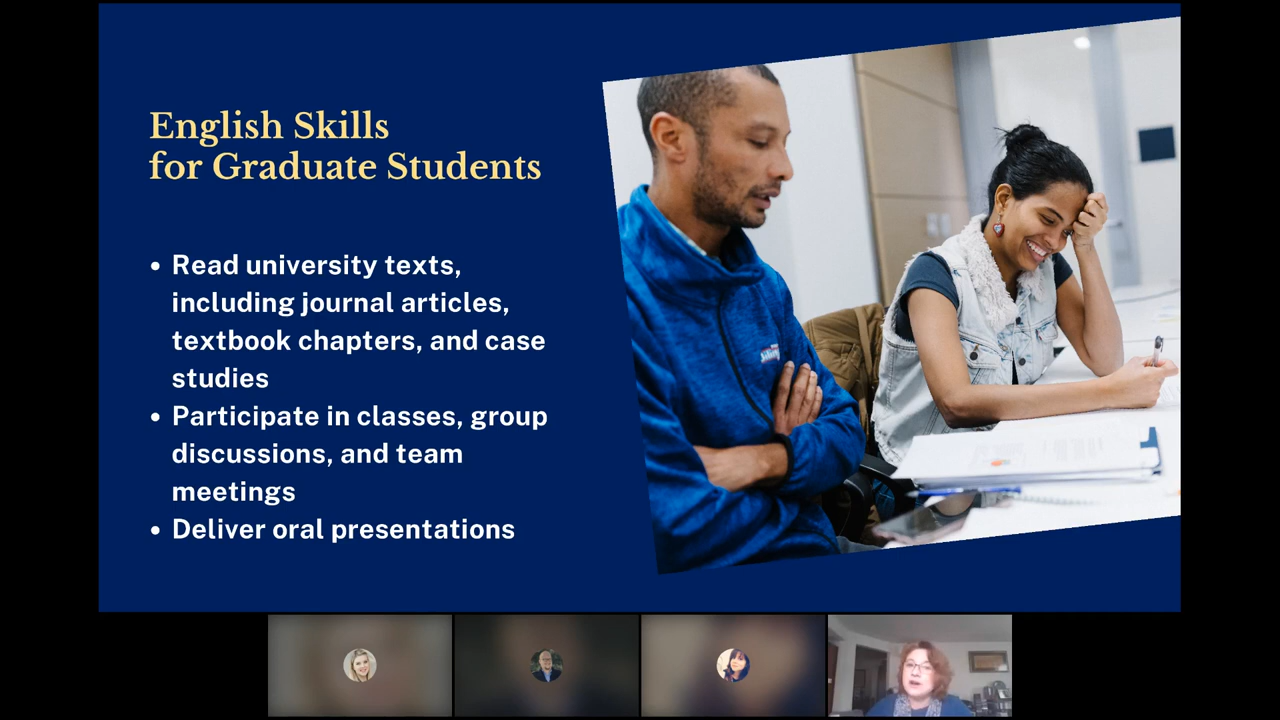 English Skills
for Graduate Students
• Read university texts,
including journal articles,
textbook chapters, and case
studies
• Participate in classes, group
discussions, and team
meetings
• Deliver oral presentations